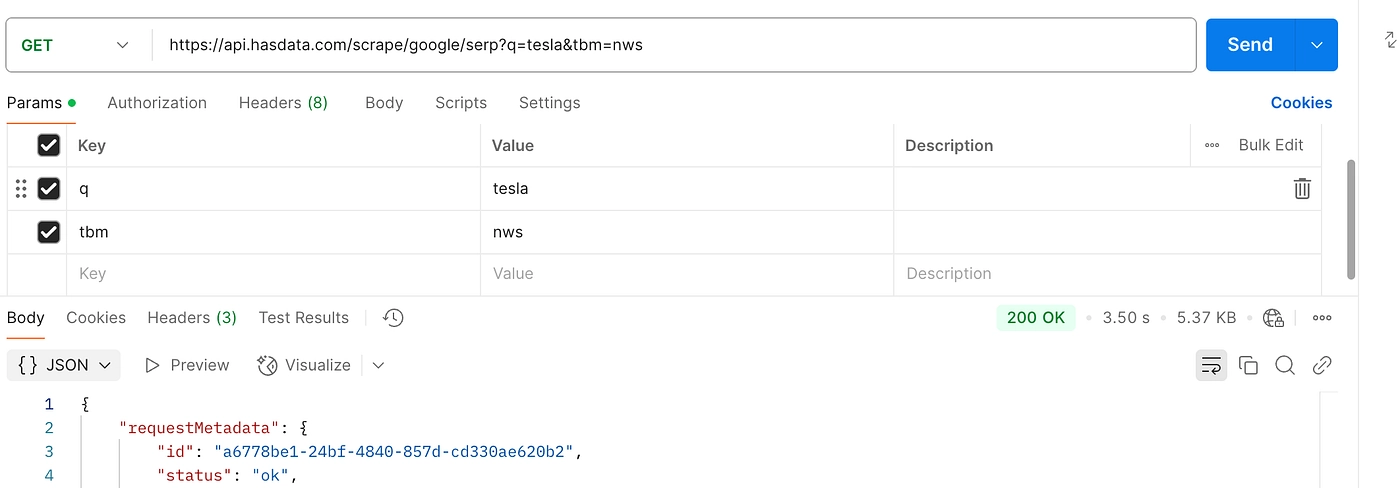 GET https://api.hasdata.com/scrape/google/serp?q=tesla&tbm=nws Send
Params Authorization Headers (8) Body Scripts Settings Cookies
Key Value Description Bulk Edit
q tesla
tbm nws
Key Value Description
Body Cookies Headers (3) Test Results 200 OK 3.50 s 5.37 KB
{} JSON Preview Visualize
1 {
2 "requestMetadata": {
3 "id": "a6778be1-24bf-4840-857d-cd330ae620b2",
4 "status": "ok",